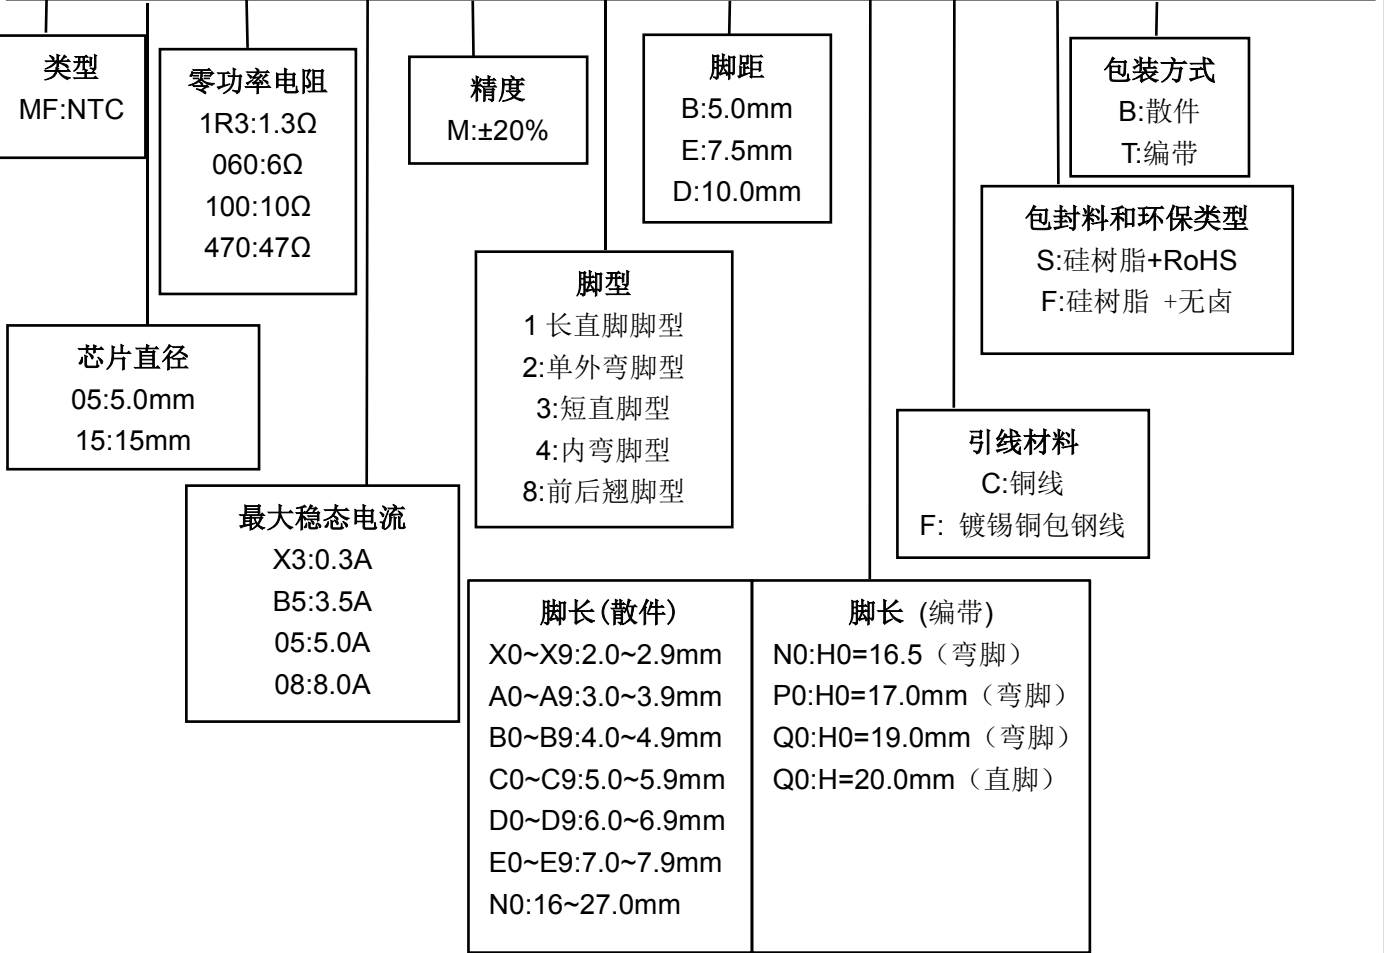 类型
MF:NTC
零功率电阻
1R3:1.3Ω
060:6Ω
100:10Ω
470:47Ω
精度
M:±20%
脚距
B:5.0mm
E:7.5mm
D:10.0mm
包装方式
B:散件
T:编带
包封料和环保类型
S:硅树脂+RoHS
F:硅树脂 +无卤
脚型
1 长直脚脚型
2:单外弯脚型
3:短直脚型
4:内弯脚型
8:前后翘脚型
芯片直径
05:5.0mm
15:15mm
引线材料
C:铜线
F: 镀锡铜包钢线
最大稳态电流
X3:0.3A
B5:3.5A
05:5.0A
08:8.0A
脚长(散件)
X0~X9:2.0~2.9mm
A0~A9:3.0~3.9mm
B0~B9:4.0~4.9mm
C0~C9:5.0~5.9mm
D0~D9:6.0~6.9mm
E0~E9:7.0~7.9mm
N0:16~27.0mm
脚长 (编带)
N0:H0=16.5（弯脚）
P0:H0=17.0mm（弯脚）
Q0:H0=19.0mm（弯脚）
Q0:H=20.0mm（直脚）